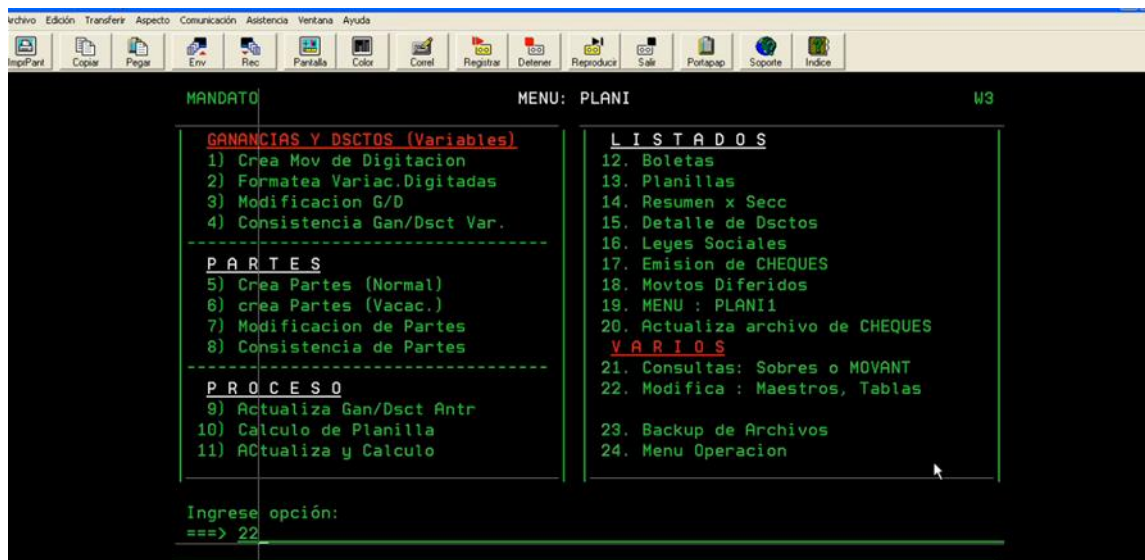 rchivo Edición Transferir Aspecto Comunicación Asistencia Ventana Ayuda
ImprPant Copiar Pegar Env Rec Pantalla Color Correl Registrar Detener Reproducir Salir Portapap Soporte Indice
MANDATO MENU: PLANI W3
GANANCIAS Y DSCTOS (Variables)
1) Crea Mov de Digitacion
2) Formatea Variac.Digitadas
3) Modificacion G/D
4) Consistencia Gan/Dsct Var.
P A R T E S
5) Crea Partes (Normal)
6) crea Partes (Vacac.)
7) Modificacion de Partes
8) Consistencia de Partes
P R O C E S O
9) Actualiza Gan/Dsct Antr
10) Calculo de Planilla
11) ACtualiza y Calculo
L I S T A D O S
12. Boletas
13. Planillas
14. Resumen x Secc
15. Detalle de Dsctos
16. Leyes Sociales
17. Emision de CHEQUES
18. Movtos Diferidos
19. MENU : PLANI1
20. Actualiza archivo de CHEQUES
V A R I O S
21. Consultas: Sobres o MOVANT
22. Modifica : Maestros, Tablas
23. Backup de Archivos
24. Menu Operacion
Ingrese opción:
===> 22